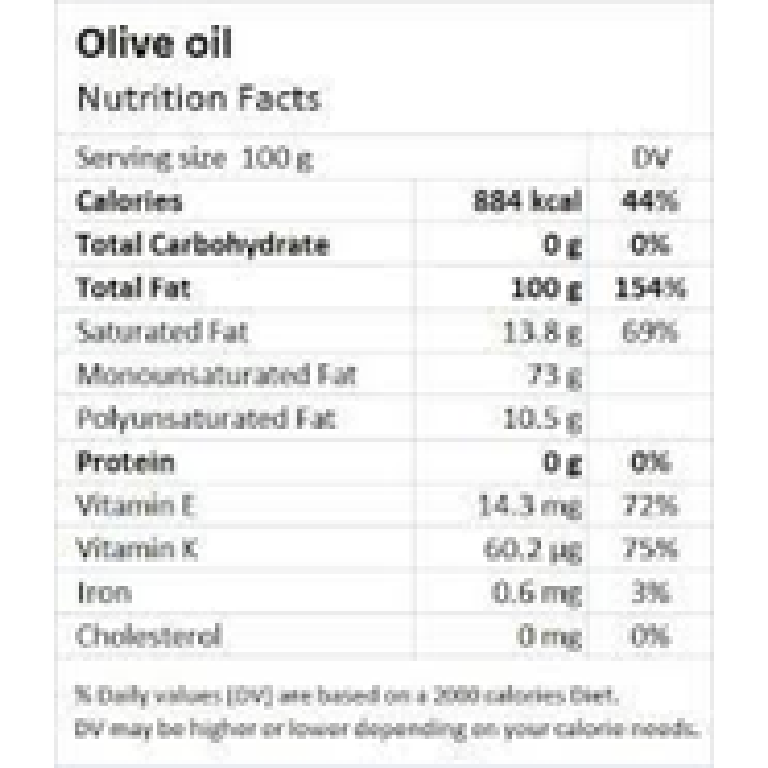 Olive oil
Nutrition Facts
Serving size 100 g DV
Calories 884 kcal 44%
Total Carbohydrate 0 g 0%
Total Fat 100 g 154%
Saturated Fat 13.8 g 69%
Monounsaturated Fat 73 g
Polyunsaturated Fat 10.5 g
Protein 0 g 0%
Vitamin E 14.3 mg 72%
Vitamin K 60.2 µg 75%
Iron 0.6 mg 3%
Cholesterol 0 mg 0%
% Daily values (DV) are based on a 2000 calories Diet.
DV may be higher or lower depending on your calorie needs.